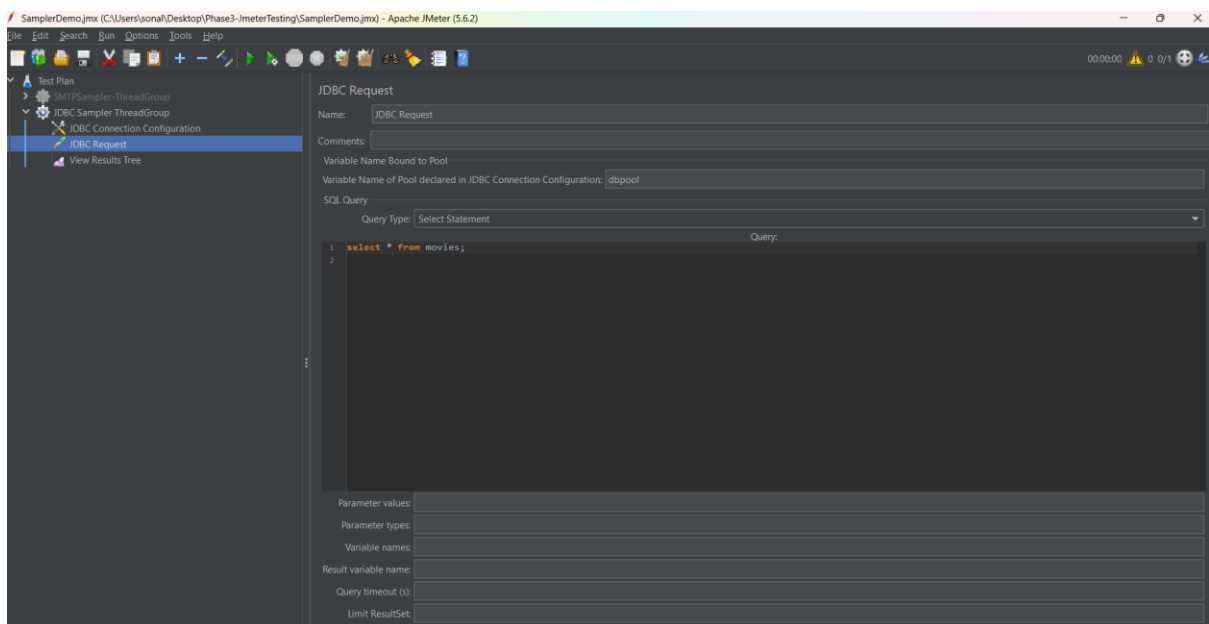 SamplerDemo.jmx (C:\Users\sonal\Desktop\Phase3-JmeterTesting\SamplerDemo.jmx) - Apache JMeter (5.6.2)
File Edit Search Run Options Tools Help
00:00:00 0 0/1
Test Plan
SMTPSampler-ThreadGroup
JDBC Sampler ThreadGroup
JDBC Connection Configuration
JDBC Request
View Results Tree
JDBC Request
Name: JDBC Request
Comments:
Variable Name Bound to Pool
Variable Name of Pool declared in JDBC Connection Configuration: dbpool
SQL Query
Query Type: Select Statement
Query:
1 select * from movies;
2
Parameter values:
Parameter types:
Variable names:
Result variable name:
Query timeout (s):
Limit ResultSet: